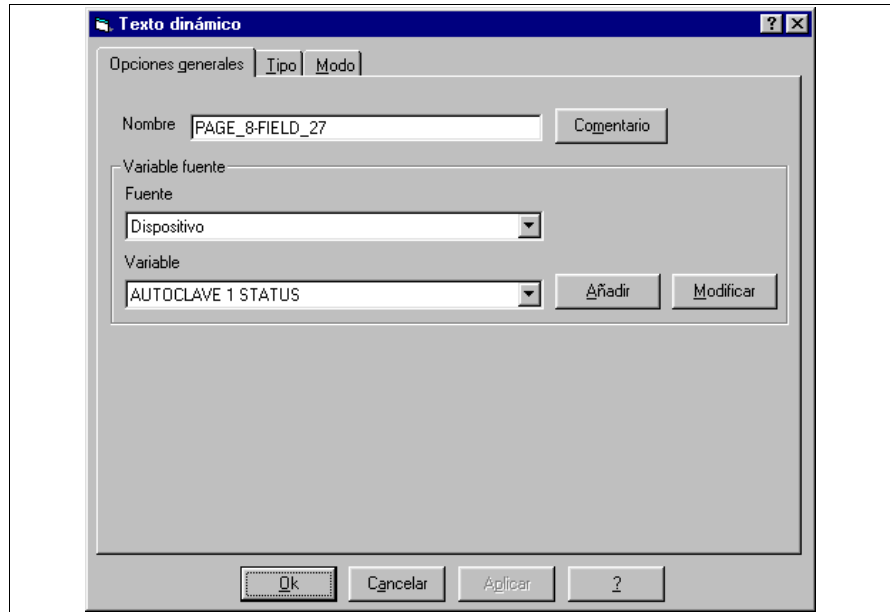 Texto dinámico
Opciones generales Tipo Modo
Nombre PAGE_8-FIELD_27 Comentario
Variable fuente
Fuente
Dispositivo
Variable
AUTOCLAVE 1 STATUS Añadir Modificar
Ok Cancelar Aplicar ?